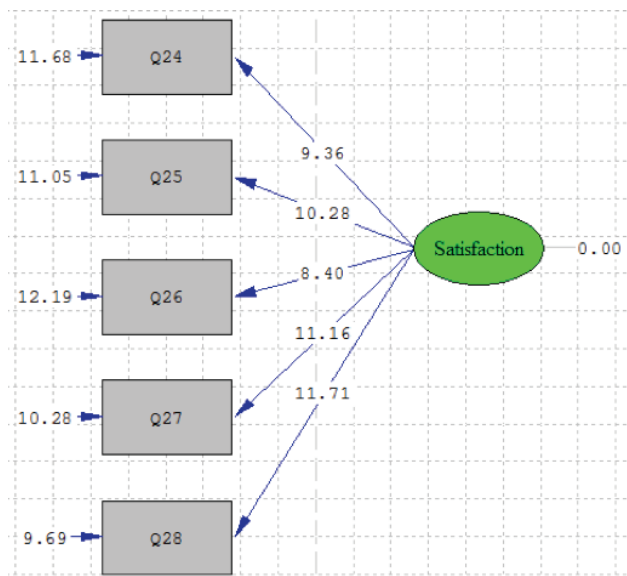 11.68 Q24
9.36
11.05 Q25
10.28
Satisfaction 0.00
8.40
12.19 Q26
11.16
11.71
10.28 Q27
9.69 Q28